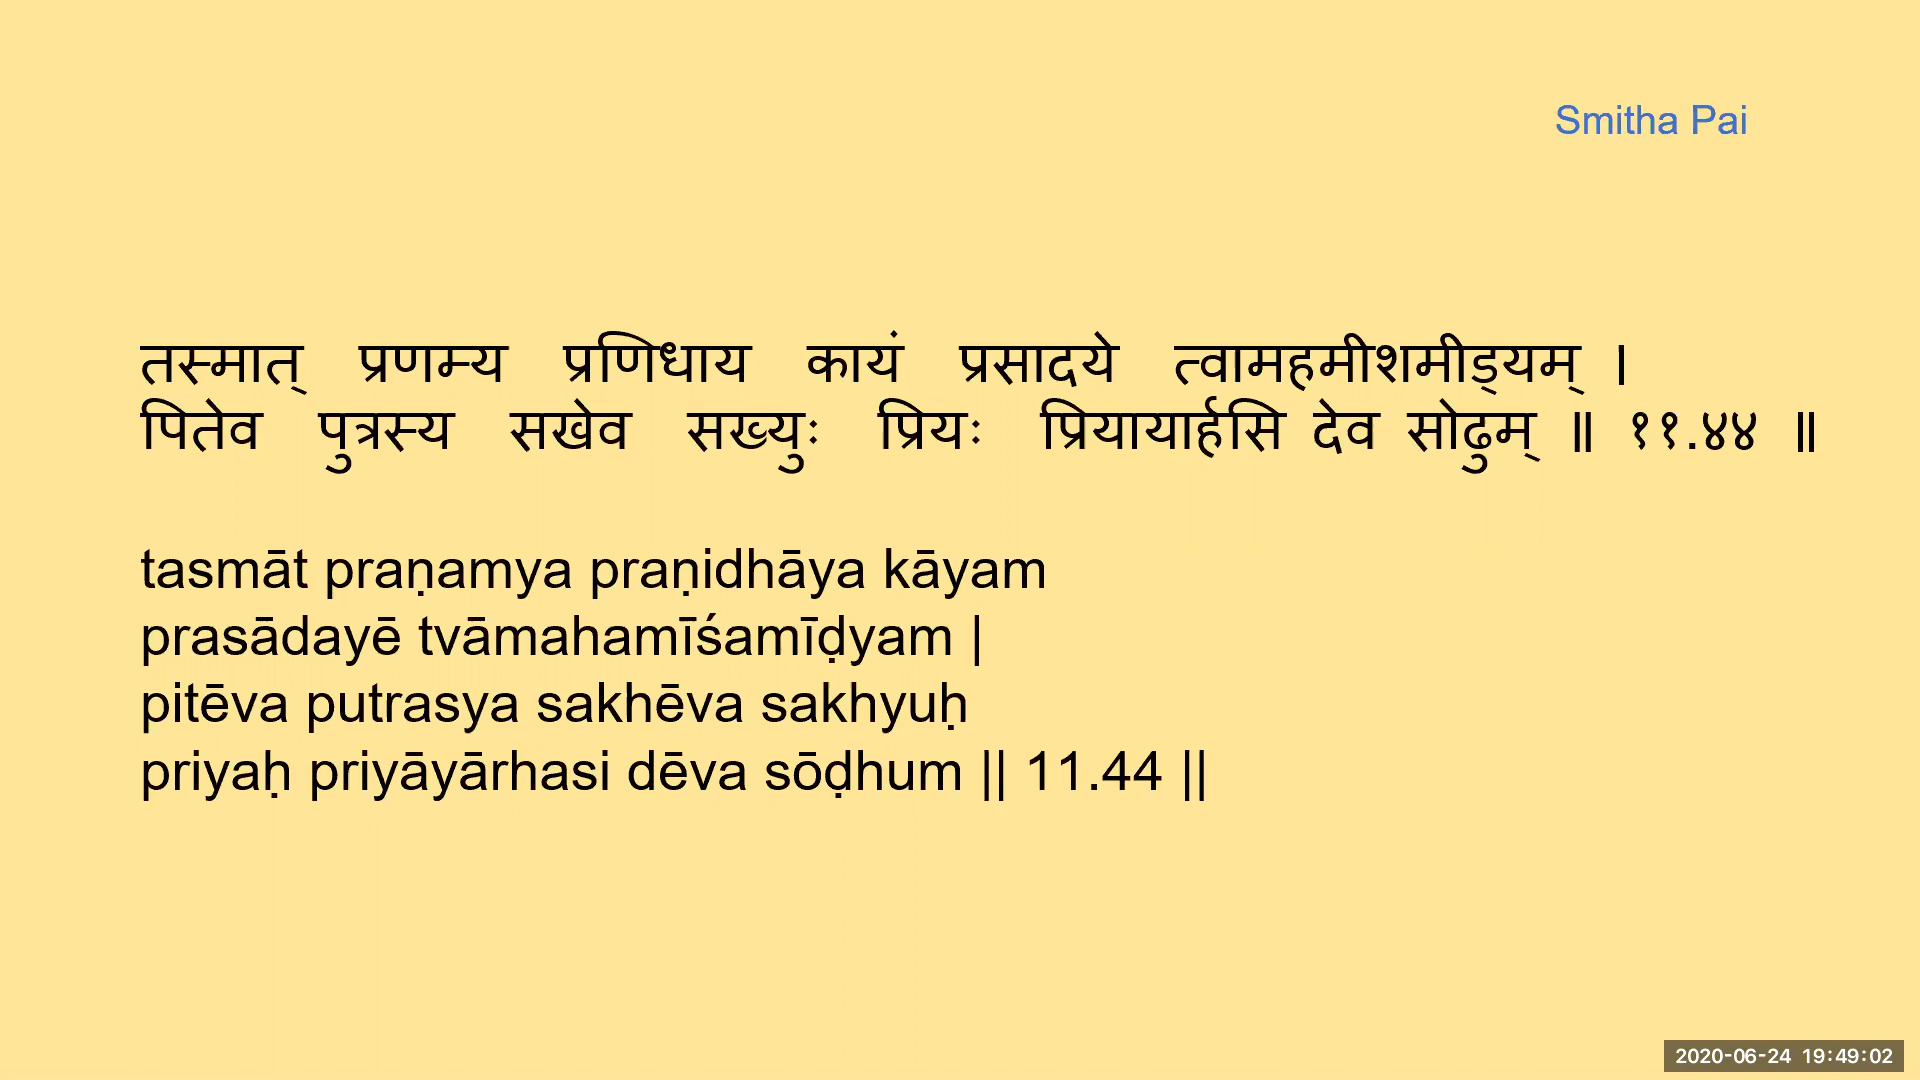 Smitha Pai
तस्मात् प्रणम्य प्रणिधाय कायं प्रसादये त्वामहमीशमीड्यम् ।
पितेव पुत्रस्य सखेव सख्युः प्रियः प्रियायार्हसि देव सोढुम् ॥ ११.४४ ॥
tasmāt praṇamya praṇidhāya kāyam
prasādayē tvāmahamīśamīḍyam |
pitēva putrasya sakhēva sakhyuḥ
priyaḥ priyāyārhasi dēva sōḍhum || 11.44 ||
2020-06-24 19:49:02